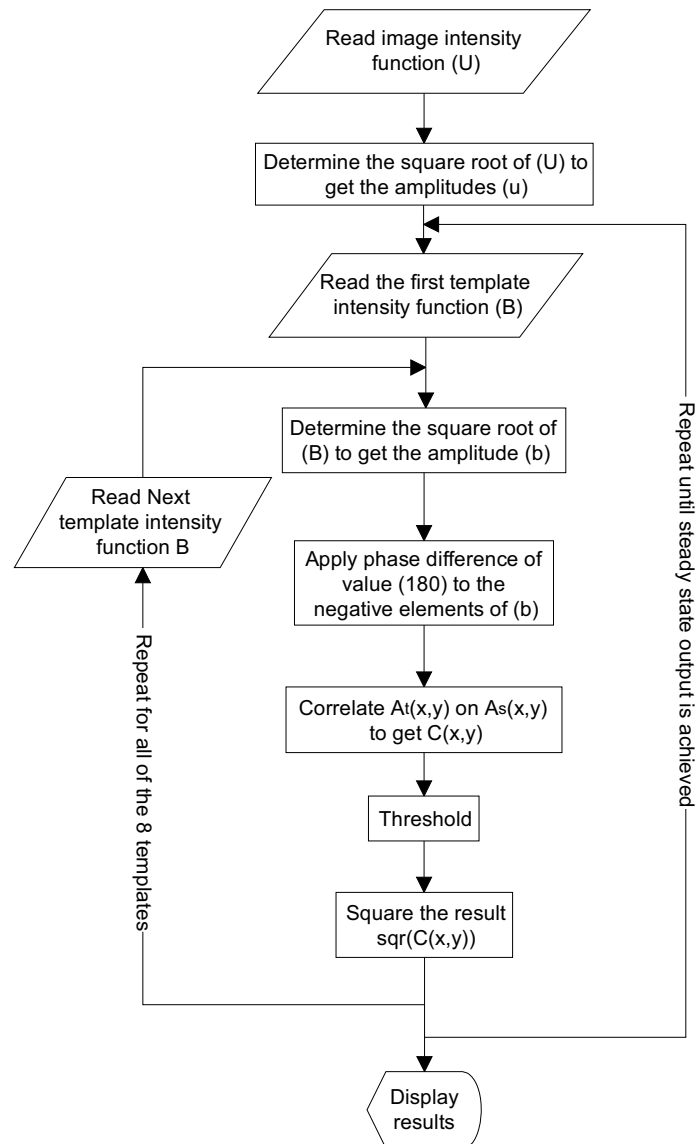 Read image intensity
function (U)
Determine the square root of (U) to
get the amplitudes (u)
Read the first template
intensity function (B)
Determine the square root of
(B) to get the amplitude (b)
Read Next
template intensity
function B
Apply phase difference of
value (180) to the
negative elements of (b)
Correlate At(x,y) on As(x,y)
to get C(x,y)
Threshold
Square the result
sqr(C(x,y))
Repeat for all of the 8 templates
Repeat until steady state output is achieved
Display
results